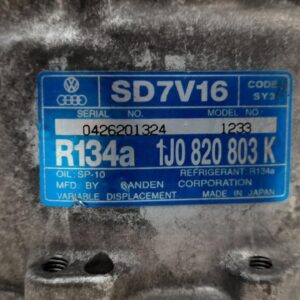 SD7V16 CODE
SY3
SERIAL NO. MODEL NO.
0426201324 1233
R134a 1J0 820 803 K
OIL: SP-10 REFRIGERANT: R134a
MFD. BY SANDEN CORPORATION
VARIABLE DISPLACEMENT MADE IN JAPAN